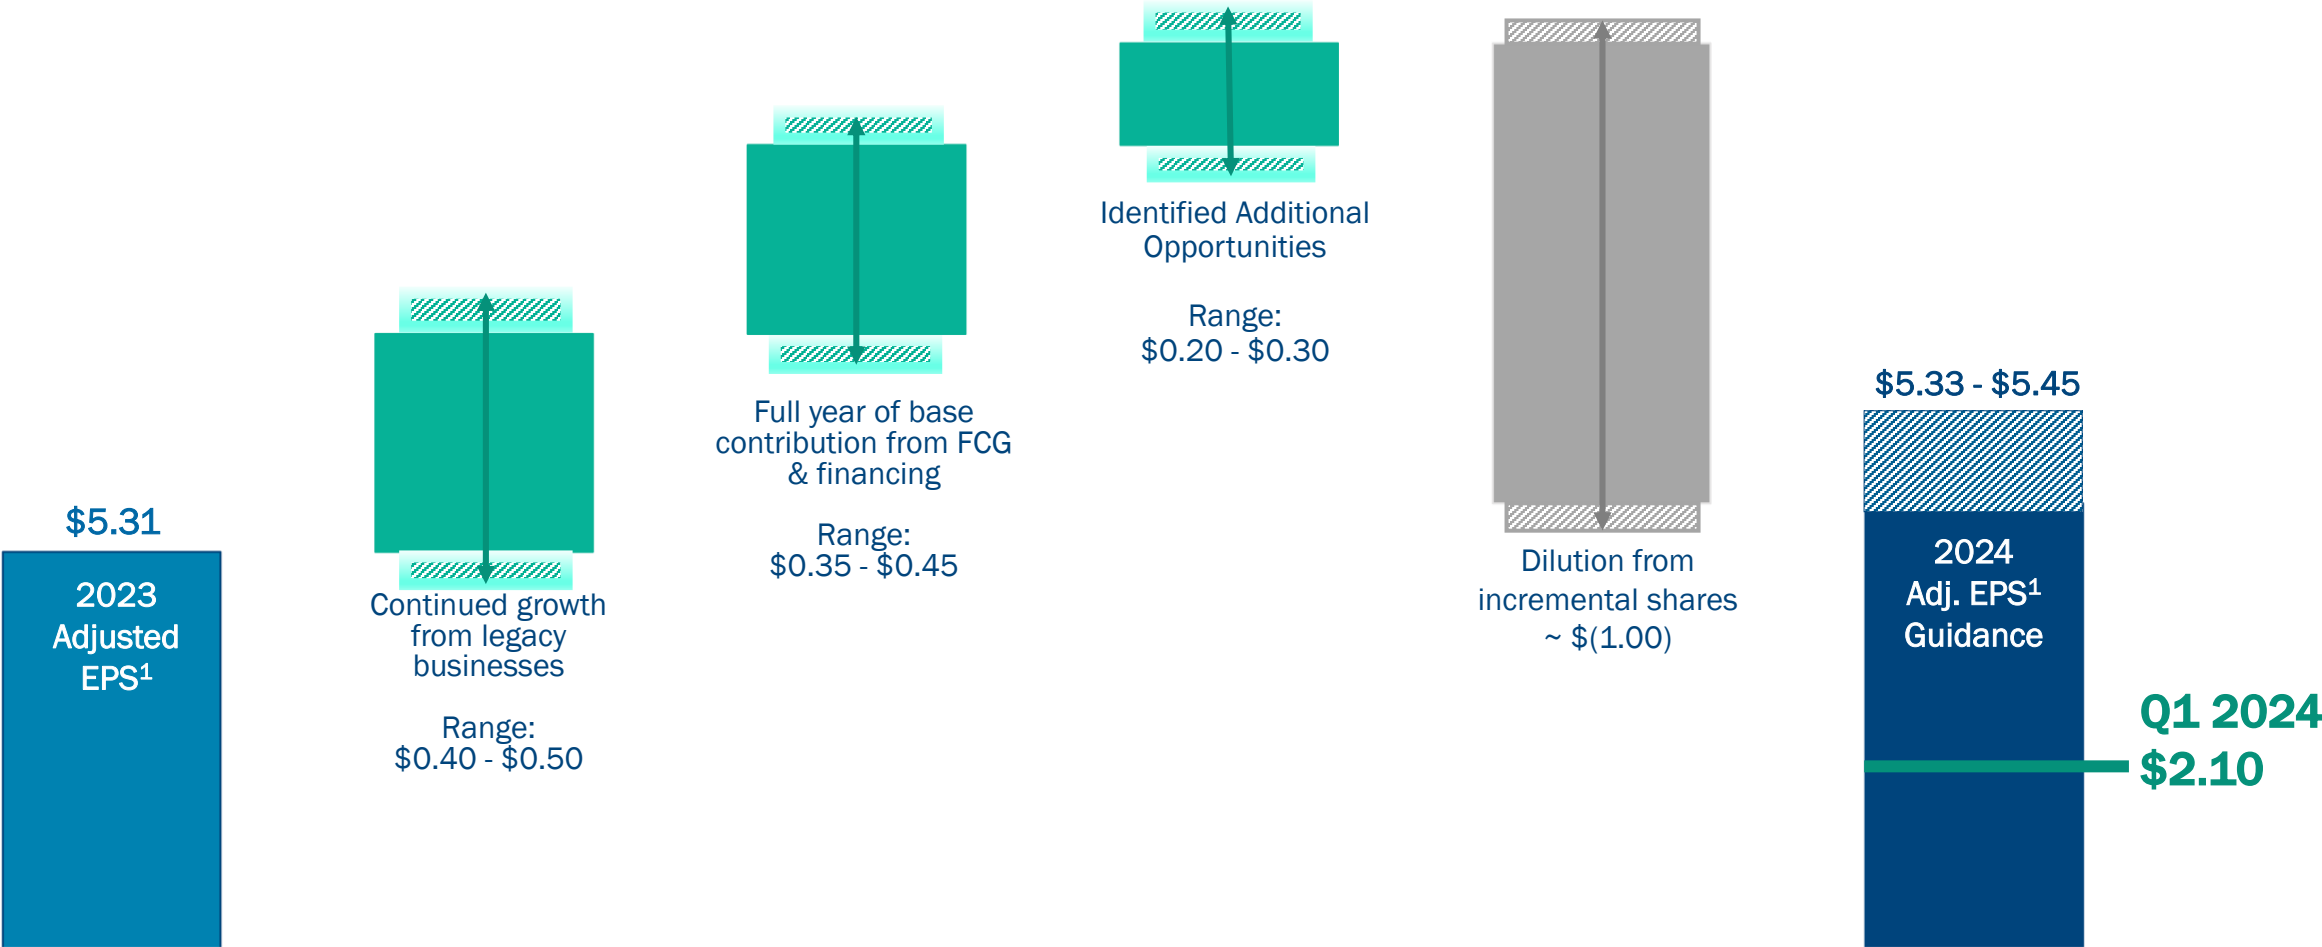 $5.31
2023
Adjusted
EPS1
Continued growth
from legacy
businesses
Range:
$0.40 - $0.50
Full year of base
contribution from FCG
& financing
Range:
$0.35 - $0.45
Identified Additional
Opportunities
Range:
$0.20 - $0.30
Dilution from
incremental shares
~ $(1.00)
$5.33 - $5.45
2024
Adj. EPS1
Guidance
Q1 2024
$2.10